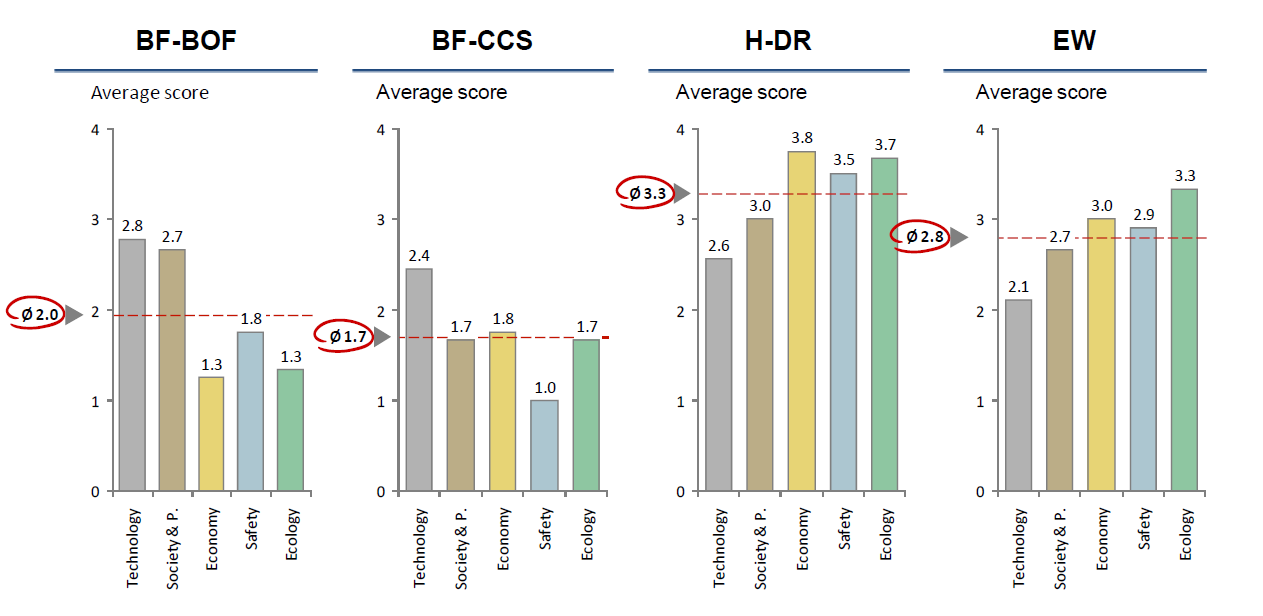 BF-BOF
Average score
4
3
2
1
0
2.8
2.7
1.3
1.8
1.3
Ø 2.0
Technology
Society & P.
Economy
Safety
Ecology
BF-CCS
Average score
4
3
2
1
0
2.4
1.7
1.8
1.0
1.7
Ø 1.7
Technology
Society & P.
Economy
Safety
Ecology
H-DR
Average score
4
3
2
1
0
2.6
3.0
3.8
3.5
3.7
Ø 3.3
Technology
Society & P.
Economy
Safety
Ecology
EW
Average score
4
3
2
1
0
2.1
2.7
3.0
2.9
3.3
Ø 2.8
Technology
Society & P.
Economy
Safety
Ecology